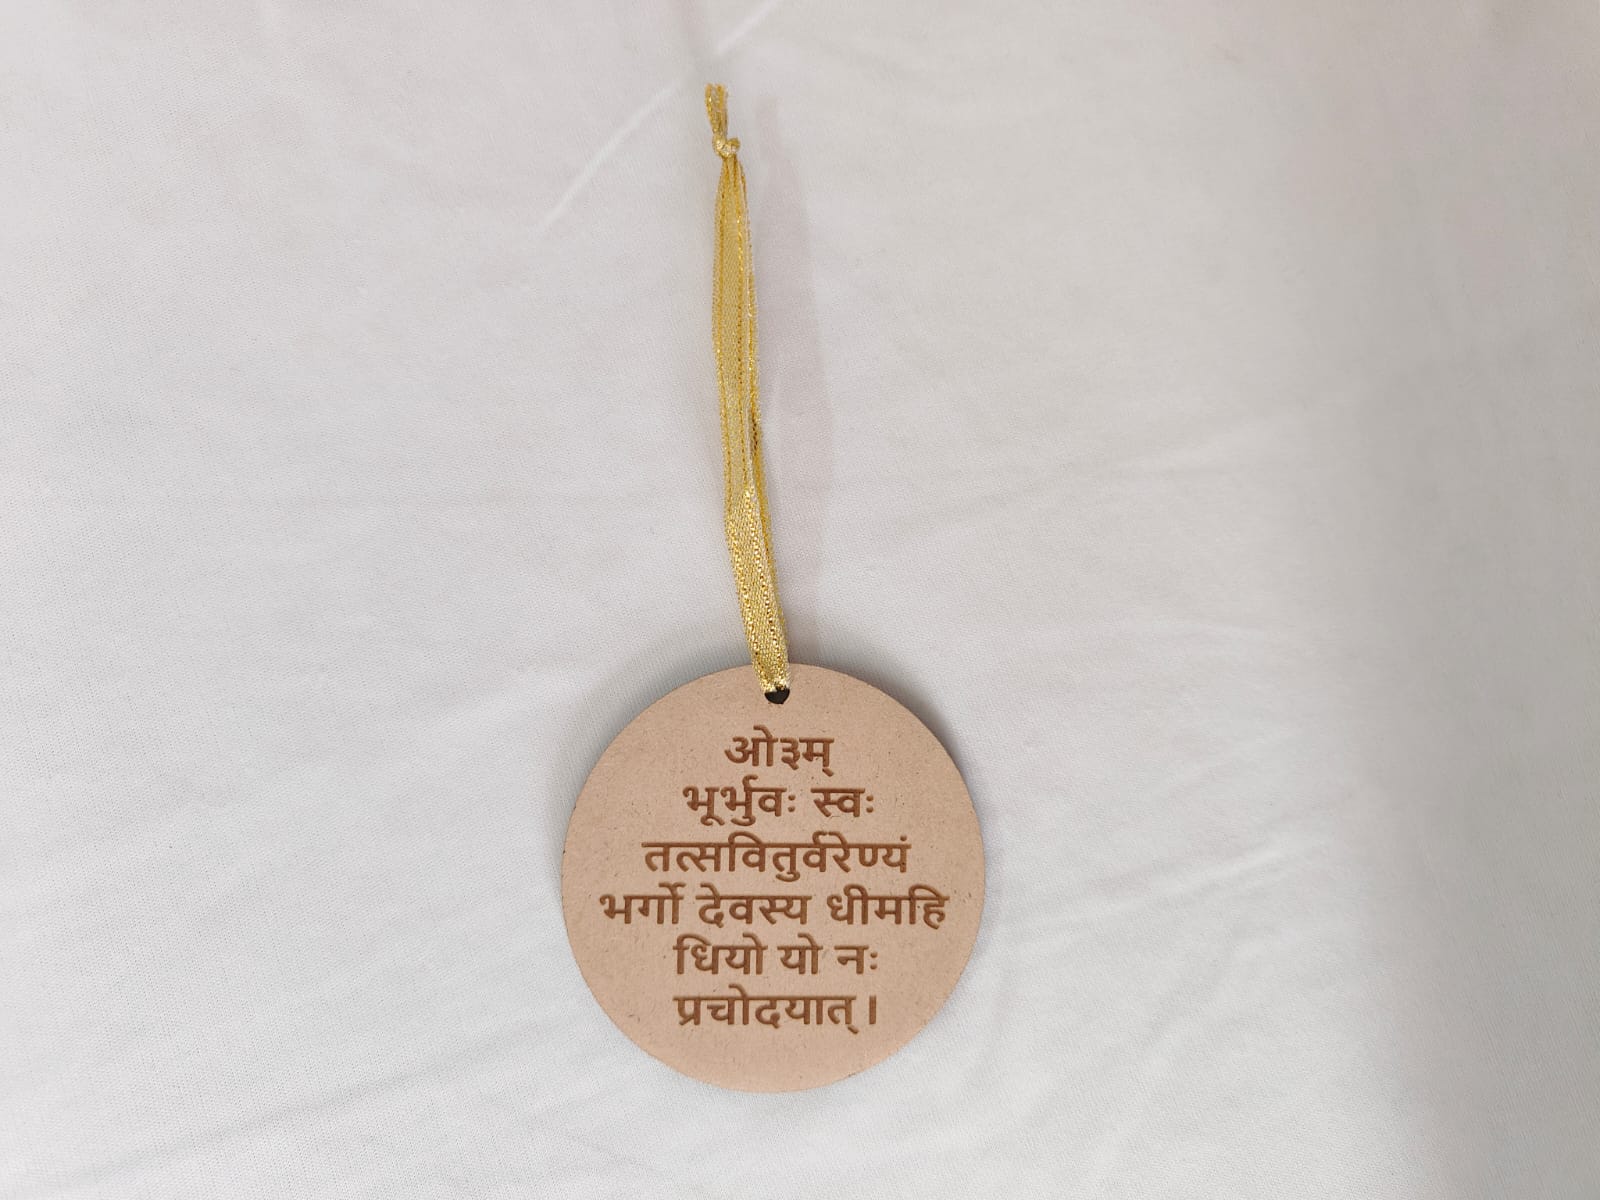 ओ३म्
भूर्भुवः स्वः
तत्सवितुर्वरेण्यं
भर्गो देवस्य धीमहि
धियो यो नः
प्रचोदयात्।